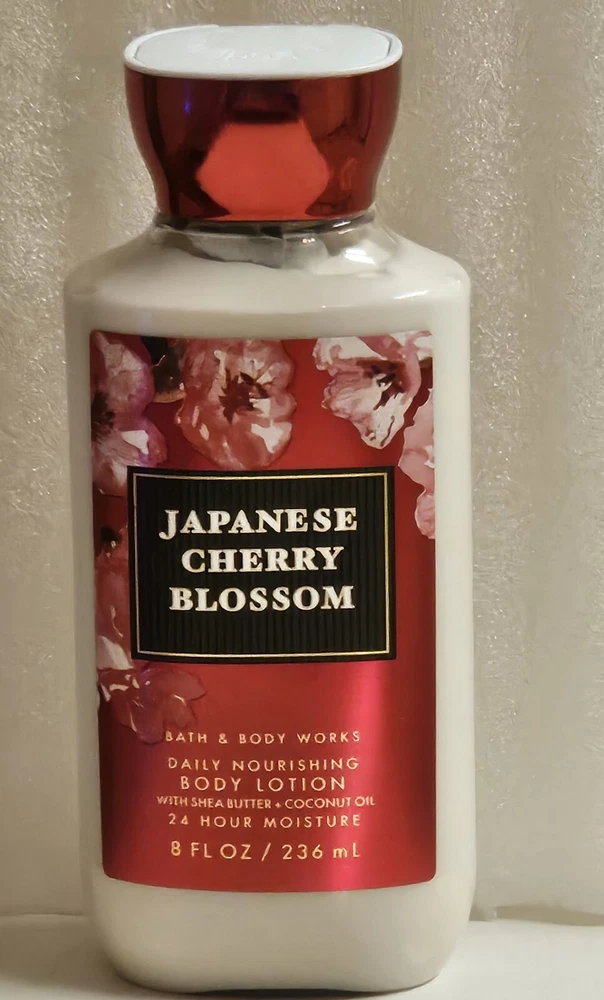 JAPANESE
CHERRY
BLOSSOM
BATH & BODY WORKS
DAILY NOURISHING
BODY LOTION
WITH SHEA BUTTER + COCONUT OIL
24 HOUR MOISTURE
8 FL OZ / 236 mL